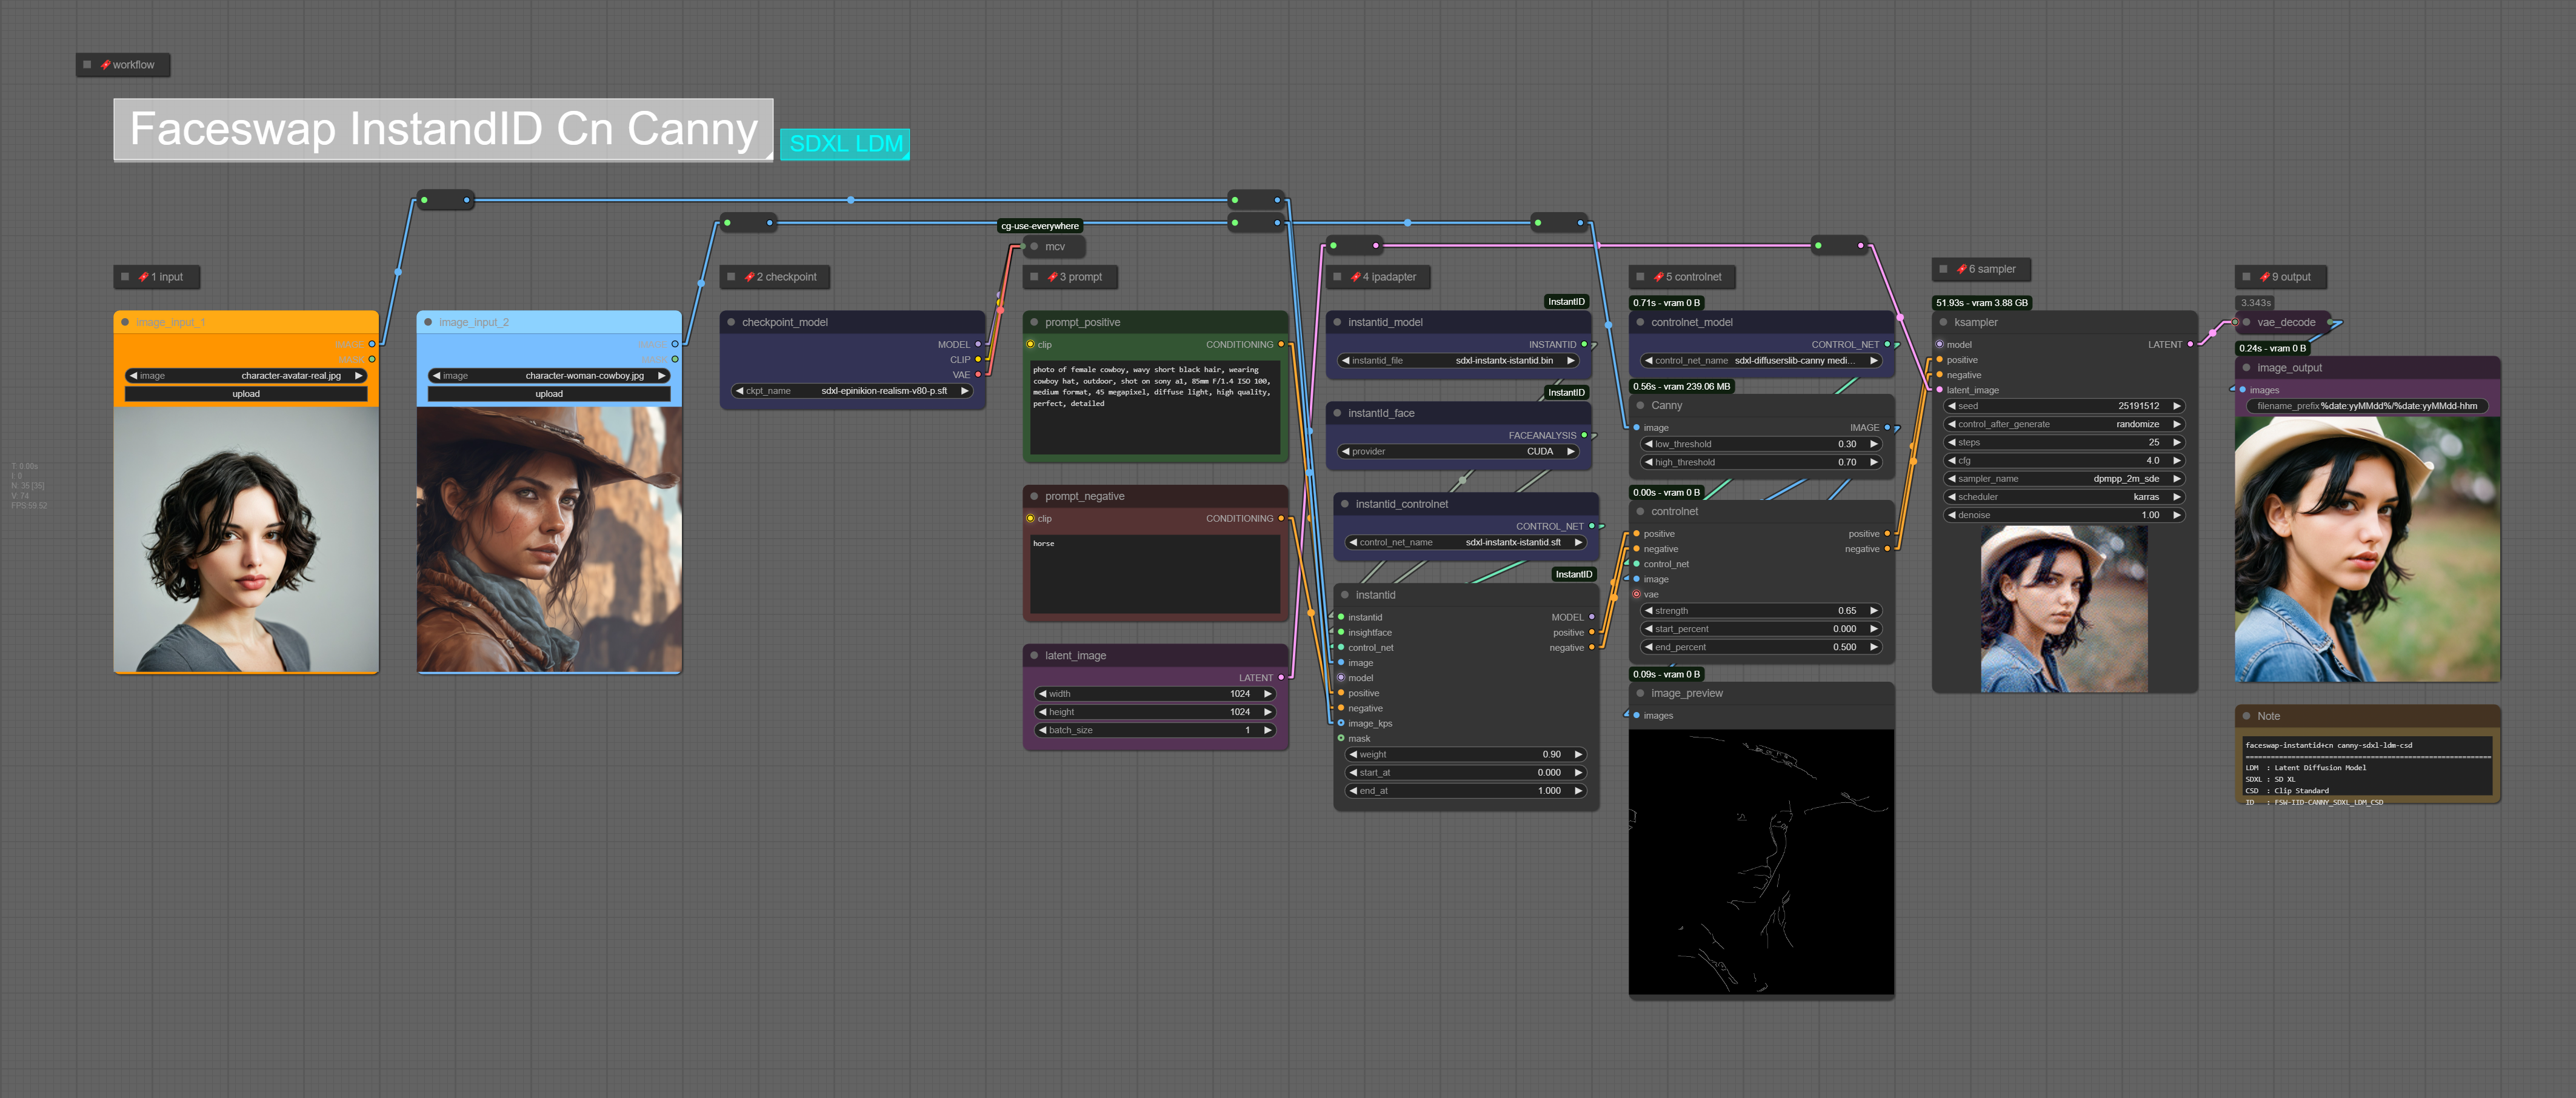 workflow
Faceswap InstandID Cn Canny
SDXL LDM
cg-use-everywhere
mcv
1 input
image_input_1
image character-avatar-real.jpg
upload
image_input_2
image character-woman-cowboy.jpg
upload
T: 0.00s
I: 0
N: 35 [35]
V: 74
FPS:59.52
2 checkpoint
checkpoint_model
MODEL
CLIP
VAE
ckpt_name sdxl-epinikion-realism-v80-p.sft
3 prompt
prompt_positive
clip CONDITIONING
photo of female cowboy, wavy short black hair, wearing
cowboy hat, outdoor, shot on sony a1, 85mm F/1.4 ISO 100,
medium format, 45 megapixel, diffuse light, high quality,
perfect, detailed
prompt_negative
clip CONDITIONING
horse
latent_image
LATENT
width 1024
height 1024
batch_size 1
4 ipadapter
InstantID
instantid_model
INSTANTID
instantid_file sdxl-instantx-istantid.bin
InstantID
instantId_face
FACEANALYSIS
provider CUDA
instantid_controlnet
CONTROL_NET
control_net_name sdxl-instantx-istantid.sft
InstantID
instantid
instantid MODEL
insightface positive
control_net negative
image
model
positive
negative
image_kps
mask
weight 0.90
start_at 0.000
end_at 1.000
5 controlnet
0.71s - vram 0 B
controlnet_model
CONTROL_NET
control_net_name sdxl-diffuserslib-canny medi...
0.56s - vram 239.06 MB
Canny
image IMAGE
low_threshold 0.30
high_threshold 0.70
0.00s - vram 0 B
controlnet
positive positive
negative negative
control_net
image
vae
strength 0.65
start_percent 0.000
end_percent 0.500
0.09s - vram 0 B
image_preview
images
6 sampler
51.93s - vram 3.88 GB
ksampler
model LATENT
positive
negative
latent_image
seed 25191512
control_after_generate randomize
steps 25
cfg 4.0
sampler_name dpmpp_2m_sde
scheduler karras
denoise 1.00
9 output
3.343s
vae_decode
0.24s - vram 0 B
image_output
images
filename_prefix %date:yyMMdd%/%date:yyMMdd-hhm
Note
faceswap-instantid+cn canny-sdxl-ldm-csd
==========================================================
LDM : Latent Diffusion Model
SDXL : SD XL
CSD : Clip Standard
ID : FSW-IID-CANNY_SDXL_LDM_CSD